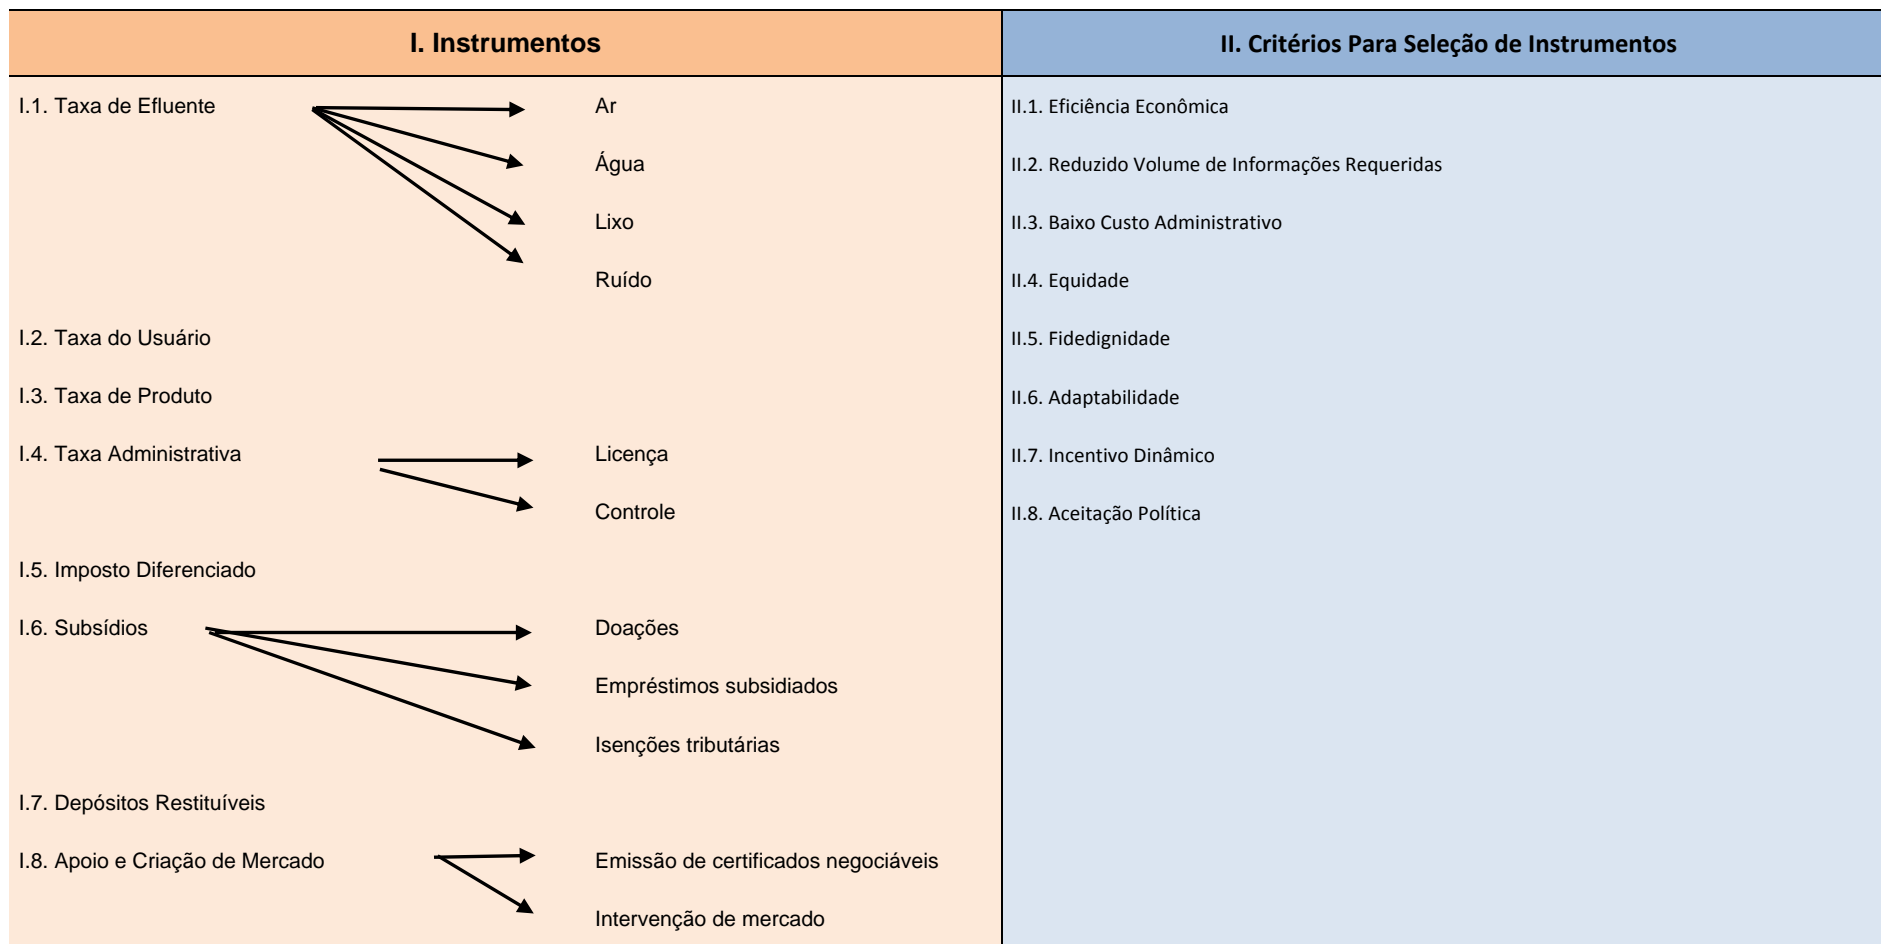 I. Instrumentos
II. Critérios Para Seleção de Instrumentos
I.1. Taxa de Efluente
Ar
Água
Lixo
Ruído
I.2. Taxa do Usuário
I.3. Taxa de Produto
I.4. Taxa Administrativa
Licença
Controle
I.5. Imposto Diferenciado
I.6. Subsídios
Doações
Empréstimos subsidiados
Isenções tributárias
I.7. Depósitos Restituíveis
I.8. Apoio e Criação de Mercado
Emissão de certificados negociáveis
Intervenção de mercado
II.1. Eficiência Econômica
II.2. Reduzido Volume de Informações Requeridas
II.3. Baixo Custo Administrativo
II.4. Equidade
II.5. Fidedignidade
II.6. Adaptabilidade
II.7. Incentivo Dinâmico
II.8. Aceitação Política